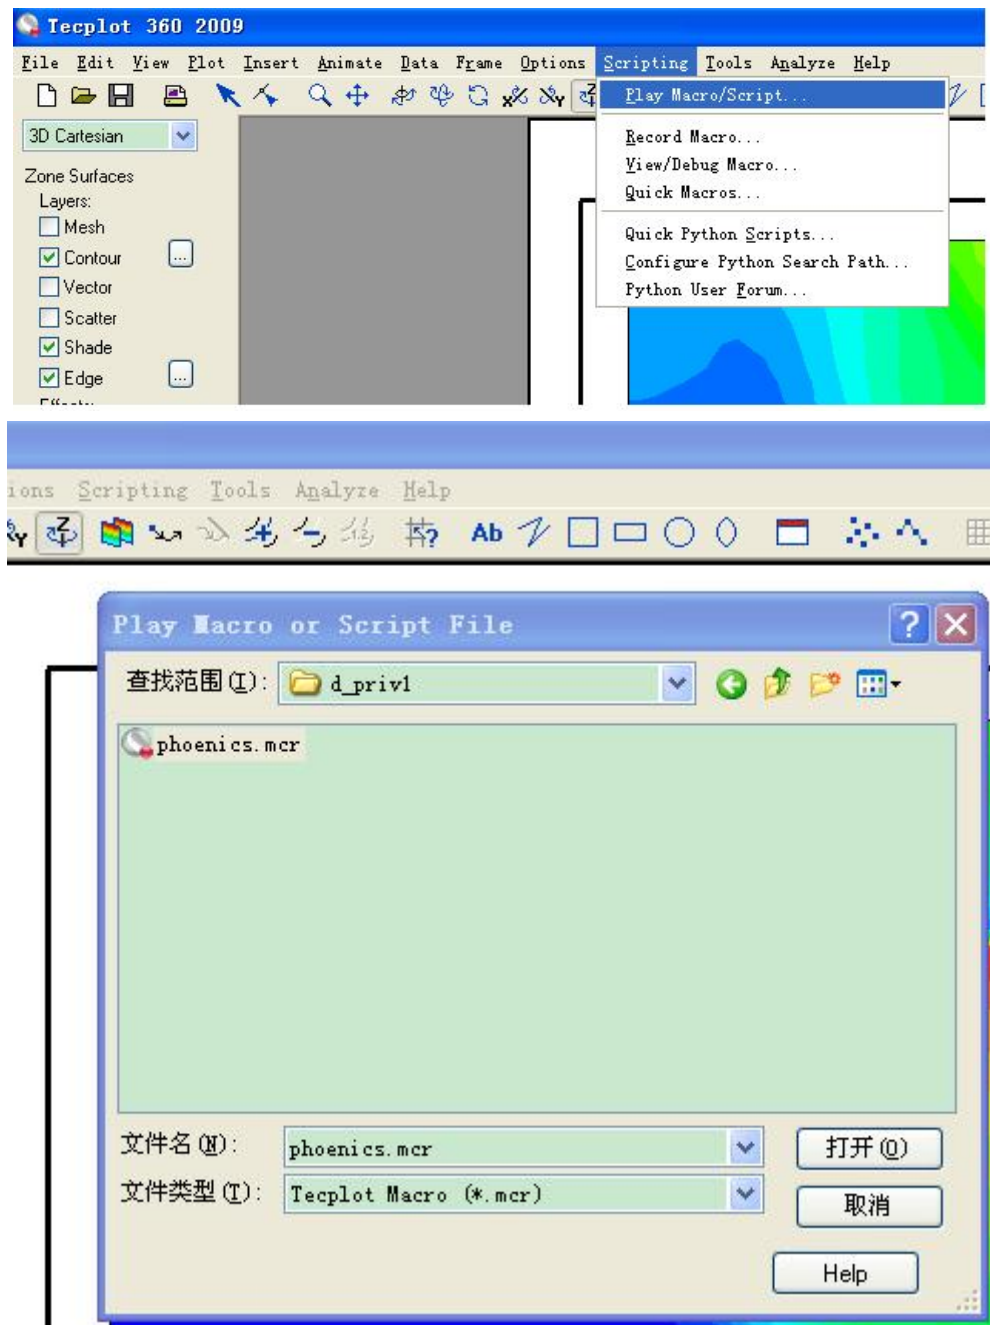 Tecplot 360 2009
File Edit View Plot Insert Animate Data Frame Options Scripting Tools Analyze Help
Play Macro/Script...
3D Cartesian
Record Macro...
View/Debug Macro...
Zone Surfaces
Quick Macros...
Layers:
Mesh
Quick Python Scripts...
Contour
Configure Python Search Path...
Vector
Python User Forum...
Scatter
Shade
Edge
ions Scripting Tools Analyze Help
Ab
Play Macro or Script File
查找范围(I): d_priv1
phoenics.mcr
文件名(N): phoenics.mcr 打开(O)
文件类型(T): Tecplot Macro (*.mcr) 取消
Help